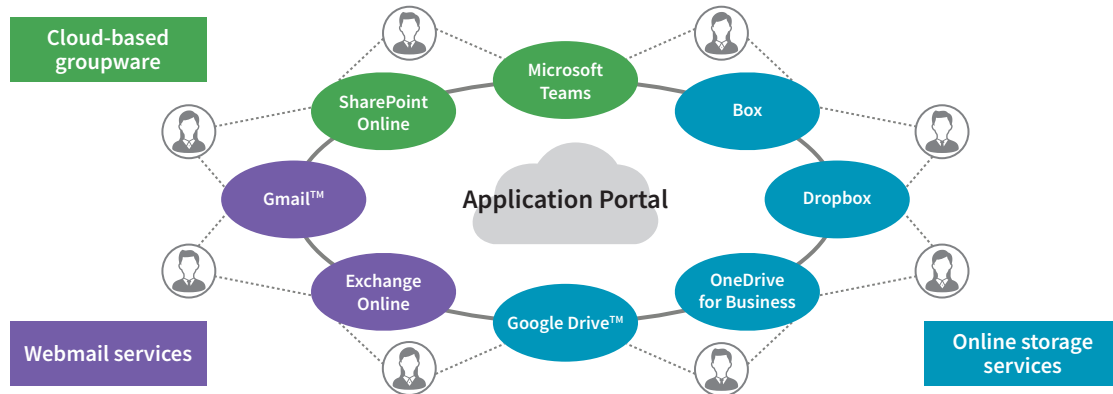 Cloud-based
groupware
Microsoft
Teams
SharePoint
Online
Box
Gmail™
Application Portal
Dropbox
Exchange
Online
OneDrive
for Business
Google Drive™
Webmail services
Online storage
services